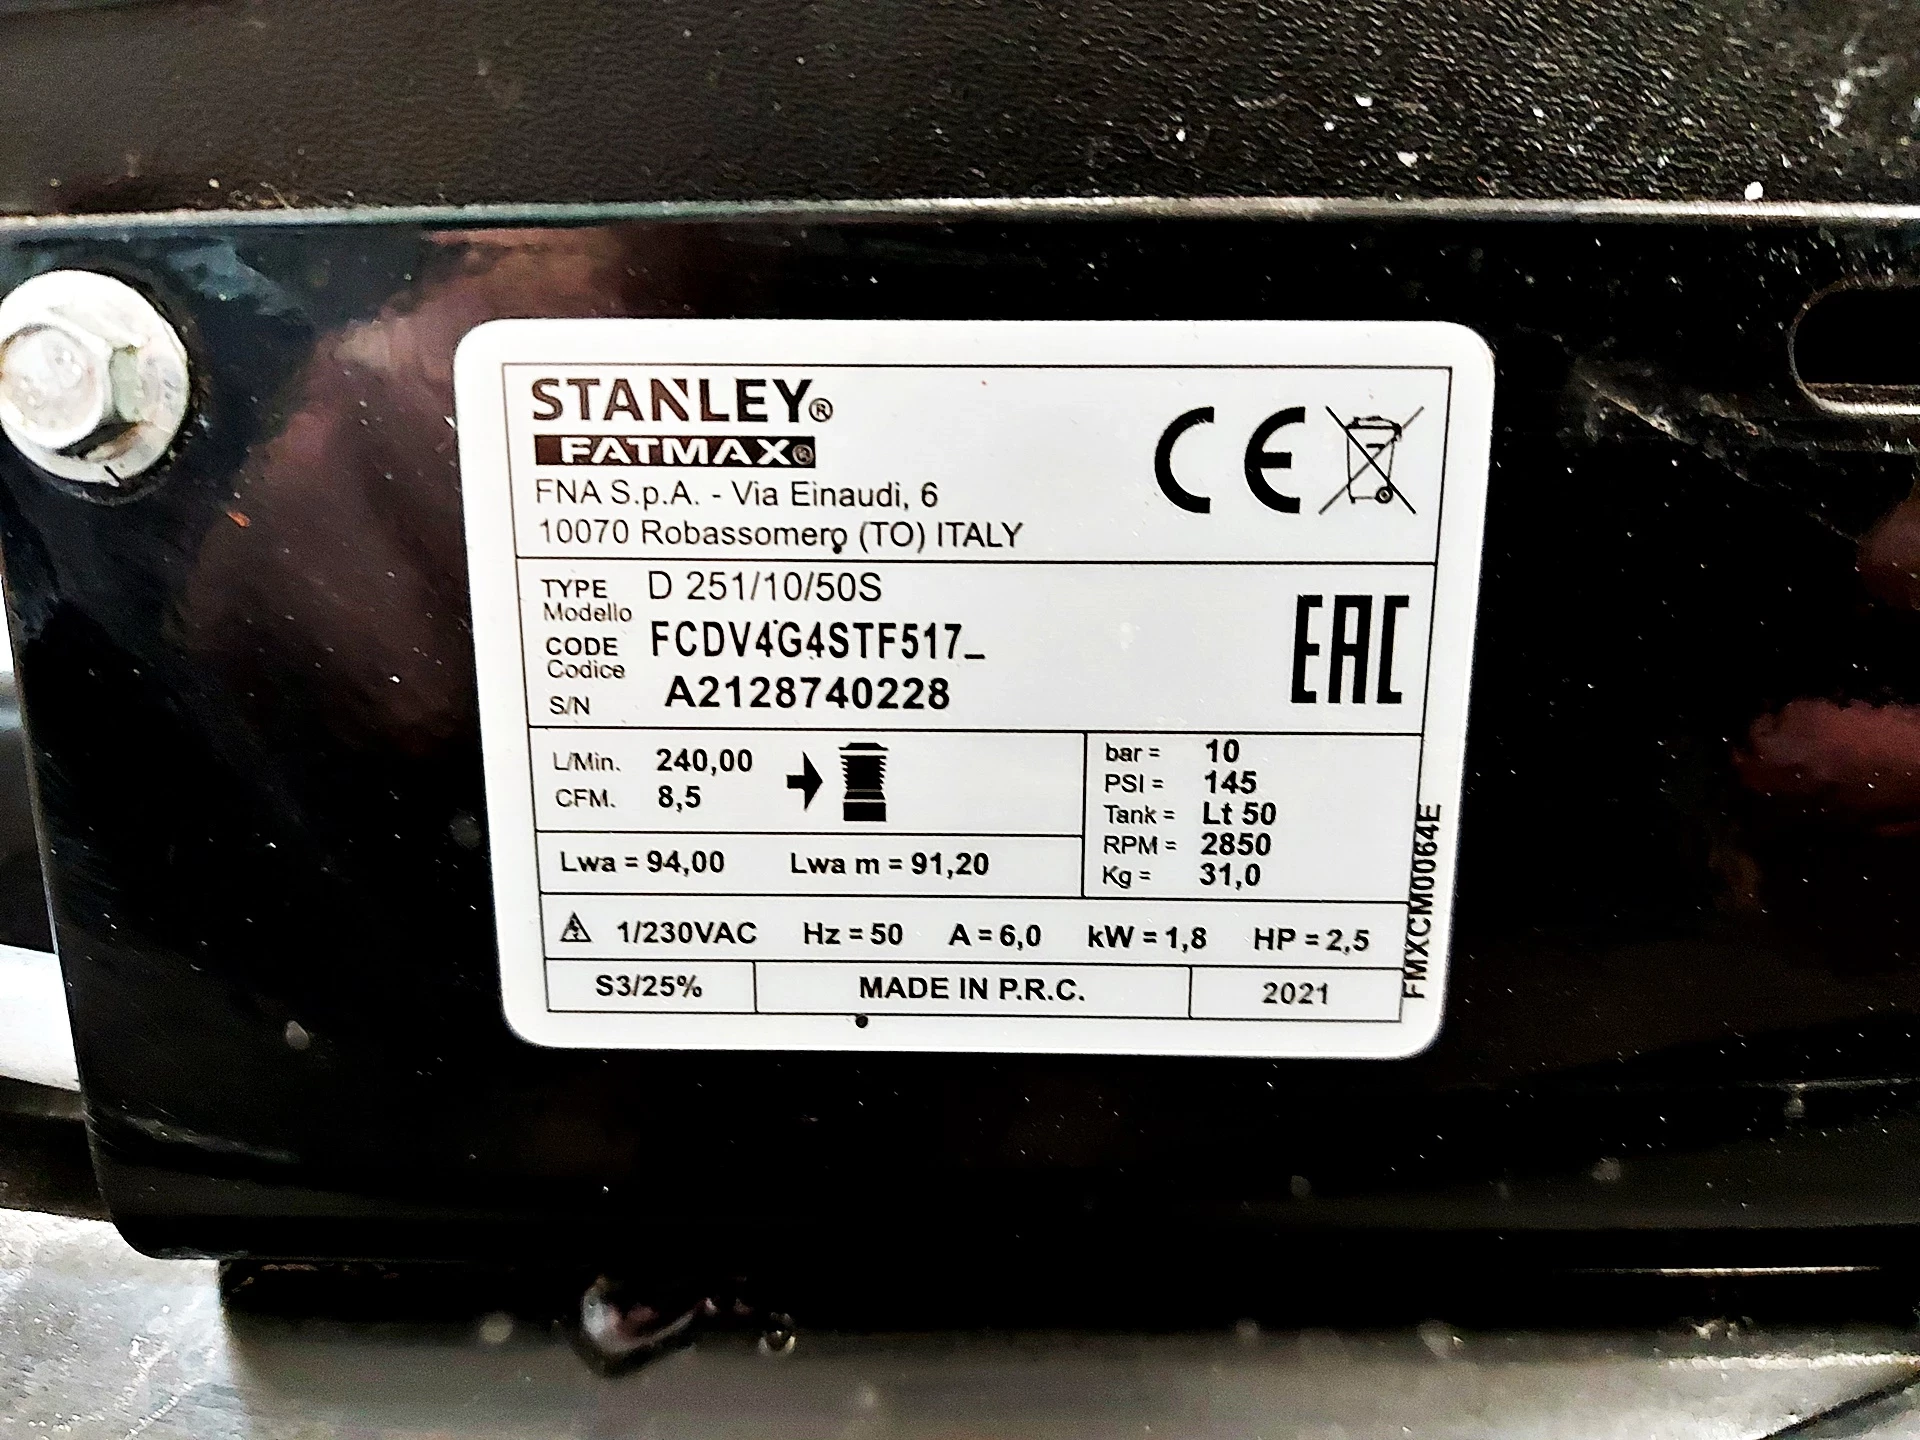 STANLEY®
FATMAX®
FNA S.p.A. - Via Einaudi, 6
10070 Robassomero (TO) ITALY
CE
TYPE D 251/10/50S
Modello
CODE FCDV4G4STF517_
Codice
S/N A2128740228
EAC
L/Min. 240,00
CFM. 8,5
bar = 10
PSI = 145
Tank = Lt 50
RPM = 2850
Kg = 31,0
Lwa = 94,00 Lwa m = 91,20
1/230VAC Hz = 50 A = 6,0 kW = 1,8 HP = 2,5
S3/25% MADE IN P.R.C. 2021
FMXCM0064E